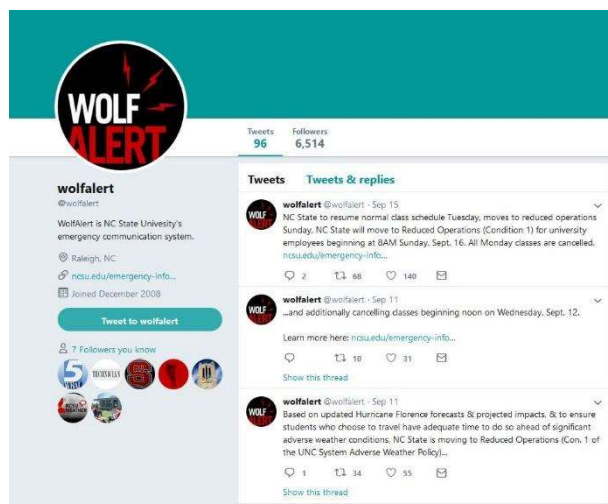 WOLF
ALERT
Tweets
96
Followers
6,514
wolfalert
@wolfalert
WolfAlert is NC State Univesity's
emergency communication system.
Raleigh, NC
ncsu.edu/emergency-info...
Joined December 2008
Tweet to wolfalert
7 Followers you know
TECHNICIAN
Tweets Tweets & replies
wolfalert @wolfalert · Sep 15
NC State to resume normal class schedule Tuesday, moves to reduced operations
Sunday. NC State will move to Reduced Operations (Condition 1) for university
employees beginning at 8AM Sunday, Sept. 16. All Monday classes are cancelled.
ncsu.edu/emergency-info...
2 68 140
wolfalert @wolfalert · Sep 11
...and additionally cancelling classes beginning noon on Wednesday, Sept. 12.
Learn more here: ncsu.edu/emergency-info...
10 31
Show this thread
wolfalert @wolfalert · Sep 11
Based on updated Hurricane Florence forecasts & projected impacts, & to ensure
students who choose to travel have adequate time to do so ahead of significant
adverse weather conditions, NC State is moving to Reduced Operations (Con. 1 of
the UNC System Adverse Weather Policy)...
1 34 55
Show this thread